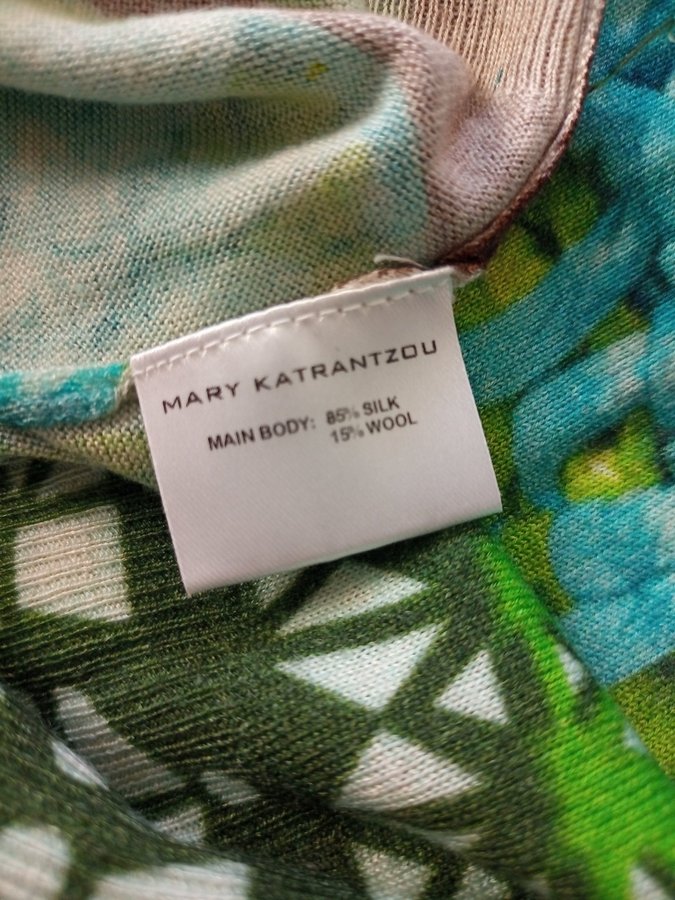 MARY KATRANTZOU
MAIN BODY: 85% SILK
15% WOOL